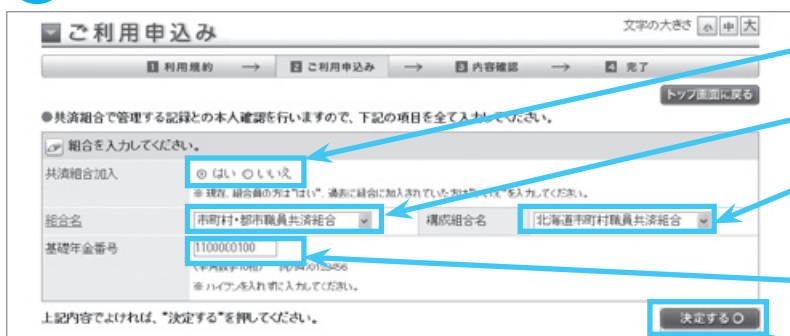 ご利用申込み
文字の大きさ 小 中 大
1 利用規約 → 2 ご利用申込み → 3 内容確認 → 4 完了
トップ画面に戻る
●共済組合で管理する記録との本人確認を行いますので、下記の項目を全て入力してください。
組合を入力してください。
共済組合加入 はい いいえ
※現在、組合員の方は"はい"、過去に組合に加入されていた方は"いいえ"を入力してください。
組合名 市町村・都市職員共済組合 構成組合名 北海道市町村職員共済組合
基礎年金番号 1100000100
(半角数字10桁)
※ハイフンを入れずに入力してください。
上記内容でよければ、"決定する"を押してください。
決定する